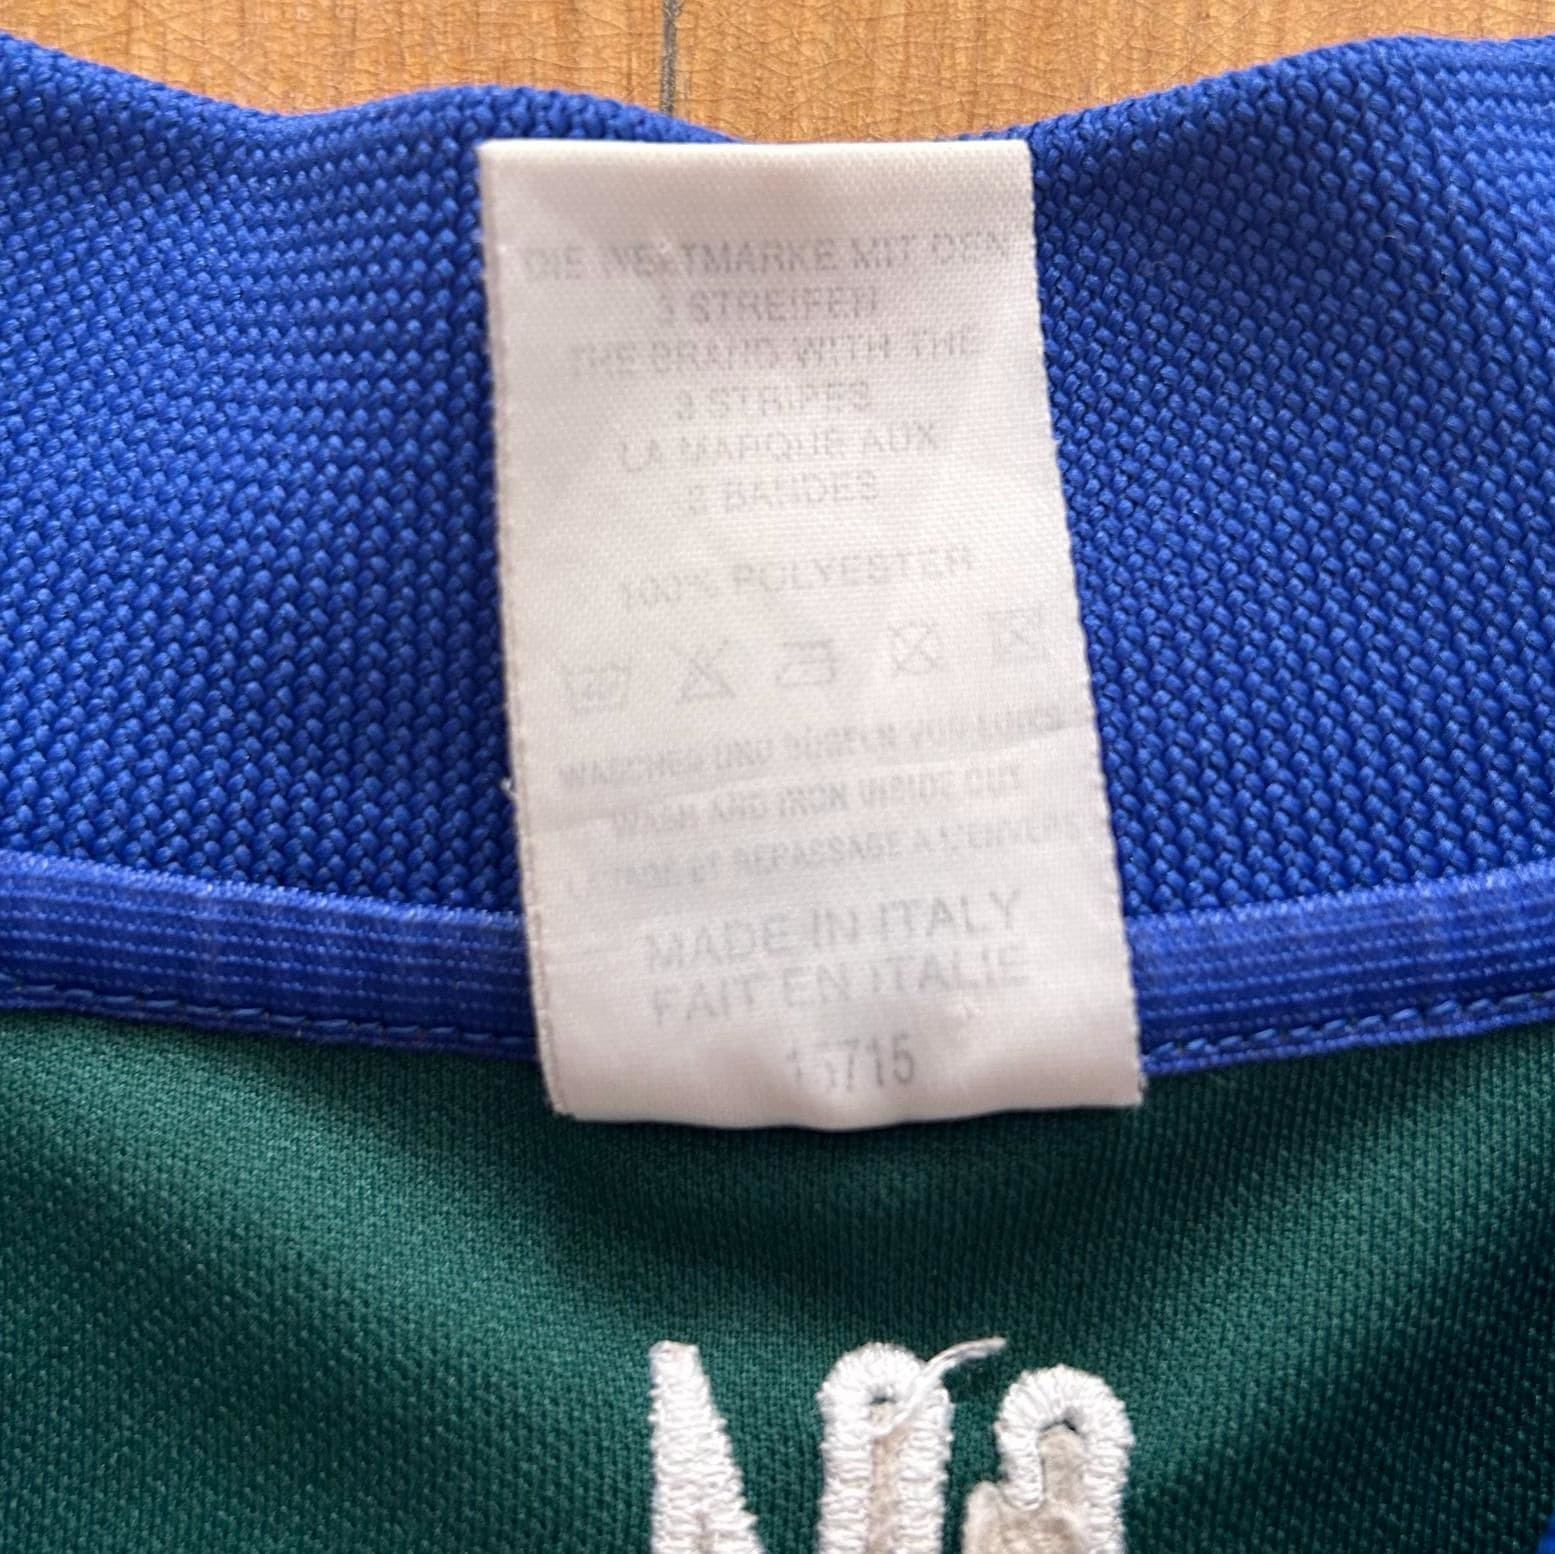 DIE WELTMARKE MIT DEN
3 STREIFEN
THE BRAND WITH THE
3 STRIPES
LA MARQUE AUX
3 BANDES
100% POLYESTER
WASCHEN UND BÜGELN VON LINKS
WASH AND IRON INSIDE OUT
LAVAGE ET REPASSAGE A L'ENVERS
MADE IN ITALY
FAIT EN ITALIE
15715